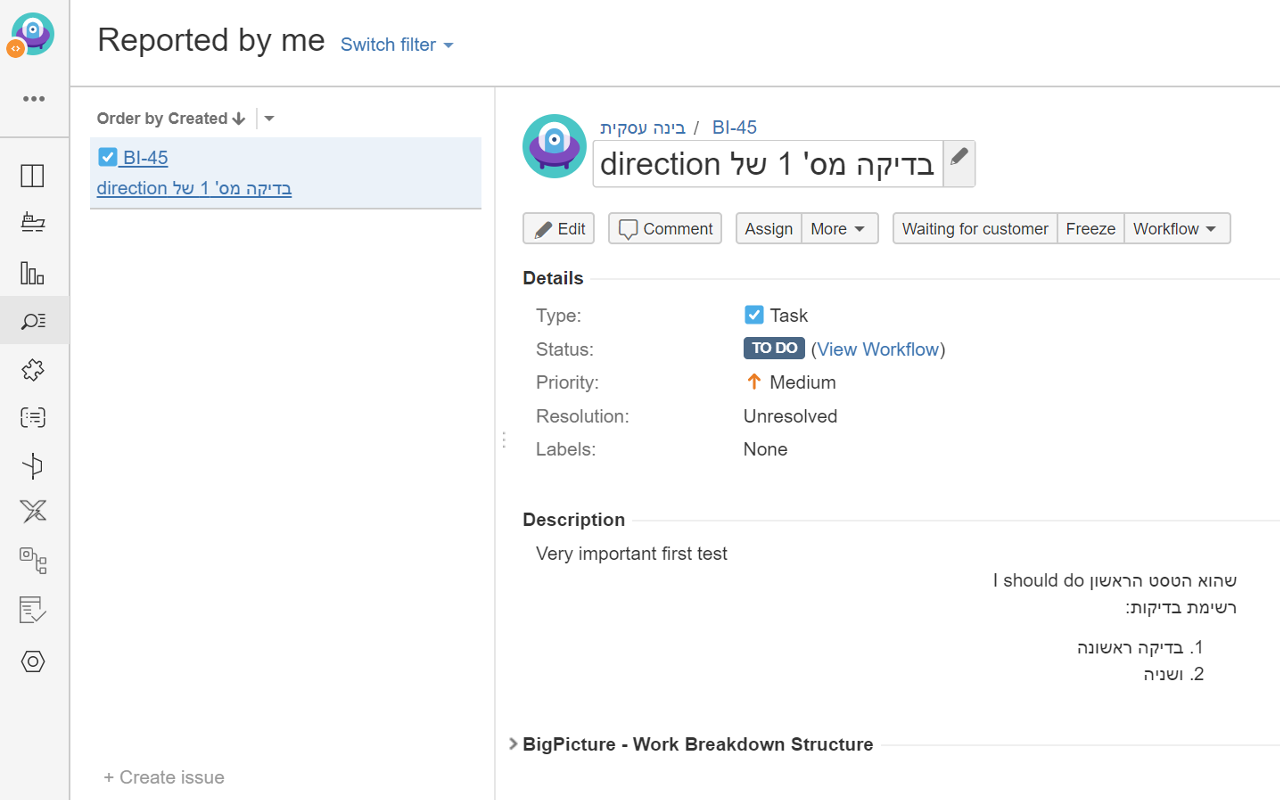 Reported by me Switch filter
Order by Created
BI-45
בדיקה מס' 1 של direction
+ Create issue
בינה עסקית / BI-45
בדיקה מס' 1 של direction
Edit Comment Assign More Waiting for customer Freeze Workflow
Details
Type: Task
Status: TO DO (View Workflow)
Priority: Medium
Resolution: Unresolved
Labels: None
Description
Very important first test
שהוא הטסט הראשון I should do
רשימת בדיקות:
1. בדיקה ראשונה
2. ושניה
BigPicture - Work Breakdown Structure